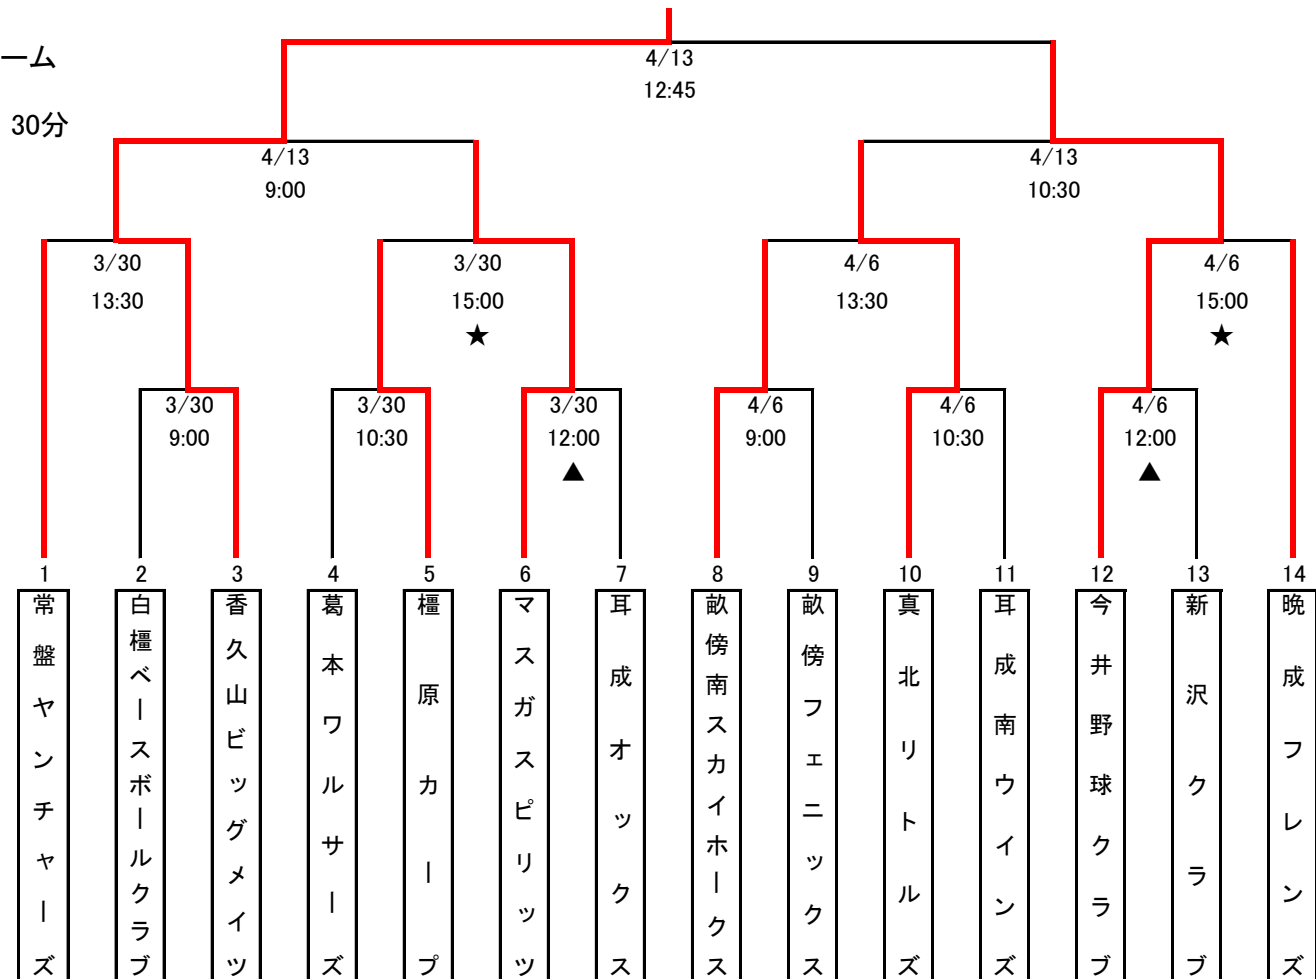 ーム
4/13
12:45
30分
4/13
9:00
4/13
10:30
3/30
13:30
3/30
15:00
★
4/6
13:30
4/6
15:00
★
3/30
9:00
3/30
10:30
3/30
12:00
▲
4/6
9:00
4/6
10:30
4/6
12:00
▲
1
2
3
4
5
6
7
8
9
10
11
12
13
14
常盤ヤンチャーズ
白橿ベースボールクラブ
香久山ビッグメイツ
葛本ワルサーズ
橿原カープ
マスガスピリッツ
耳成オックス
畝傍南スカイホークス
畝傍フェニックス
真北リトルズ
耳成南ウインズ
今井野球クラブ
新沢クラブ
晩成フレンズ